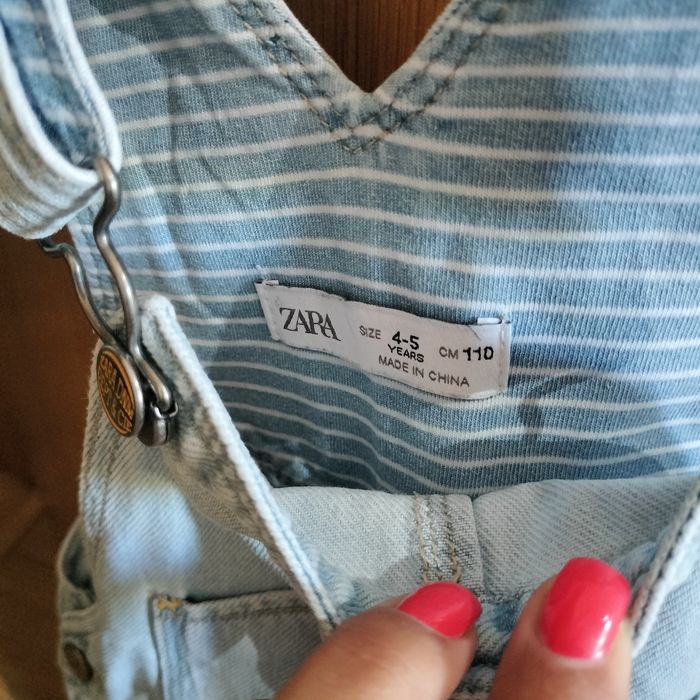 ZARA
SIZE 4-5 YEARS CM 110
MADE IN CHINA